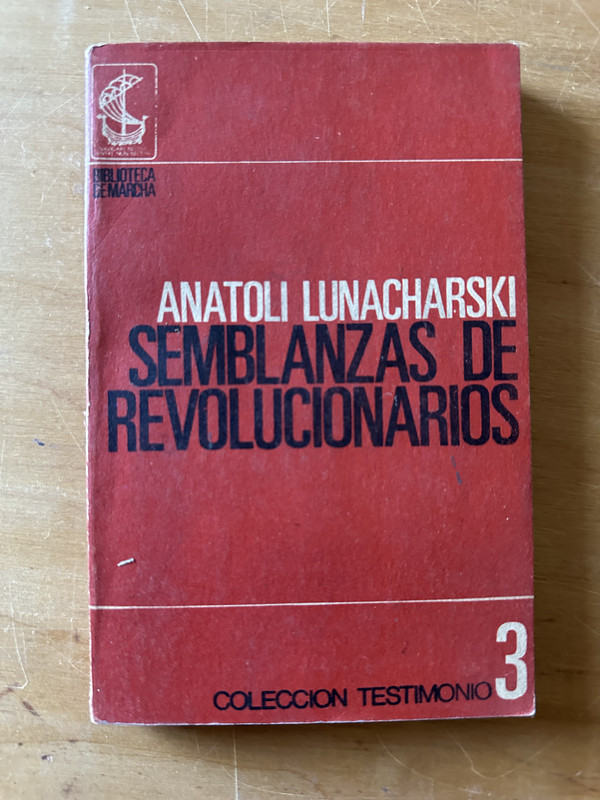 BIBLIOTECA
DE MARCHA
ANATOLI LUNACHARSKI
SEMBLANZAS DE
REVOLUCIONARIOS
COLECCION TESTIMONIO 3